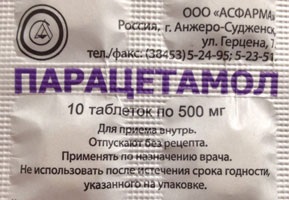 ООО «АСФАРМА»
Россия, г. Анжеро-Судженск,
ул. Герцена, 7
тел./факс: (38453) 5-24-95; 5-23-51
ПАРАЦЕТАМОЛ
10 таблеток по 500 мг
Для приема внутрь.
Отпускают без рецепта.
Применять по назначению врача.
Не использовать после истечения срока годности,
указанного на упаковке.